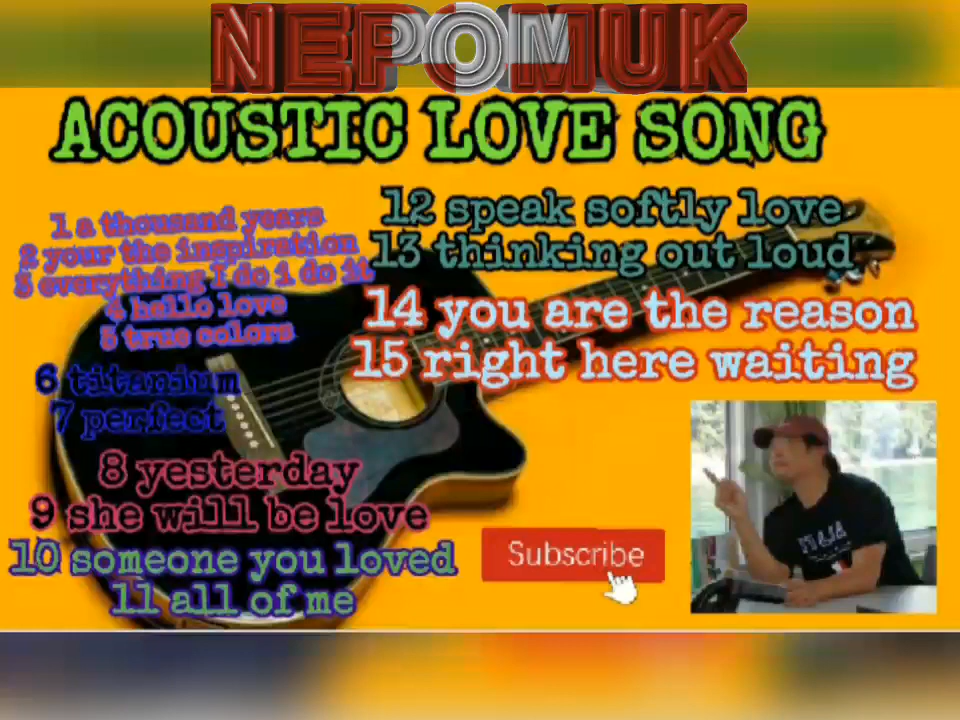 NEPOMUK
ACOUSTIC LOVE SONG
1 a thousand years
2 your the inspiration
3 everything I do i do it
4 hello love
5 true colors
6 titanium
7 perfect
8 yesterday
9 she will be love
10 someone you loved
11 all of me
12 speak softly love
13 thinking out loud
14 you are the reason
15 right here waiting
Subscribe